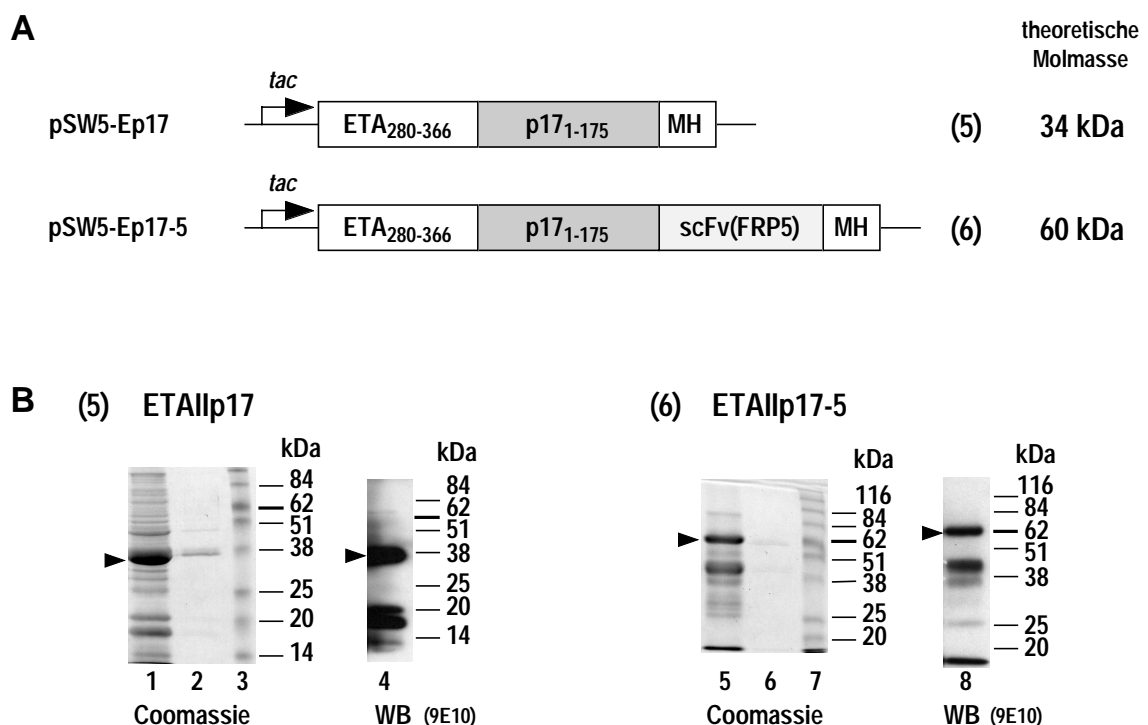 A
theoretische
Molmasse
tac
pSW5-Ep17 ETA280-366 p171-175 MH (5) 34 kDa
tac
pSW5-Ep17-5 ETA280-366 p171-175 scFv(FRP5) MH (6) 60 kDa
B (5) ETAIIp17 (6) ETAIIp17-5
kDa
84
62
51
38
25
20
14
kDa
84
62
51
38
25
20
14
kDa
116
84
62
51
38
25
20
kDa
116
84
62
51
38
25
20
1 2 3 4 5 6 7 8
Coomassie WB (9E10) Coomassie WB (9E10)